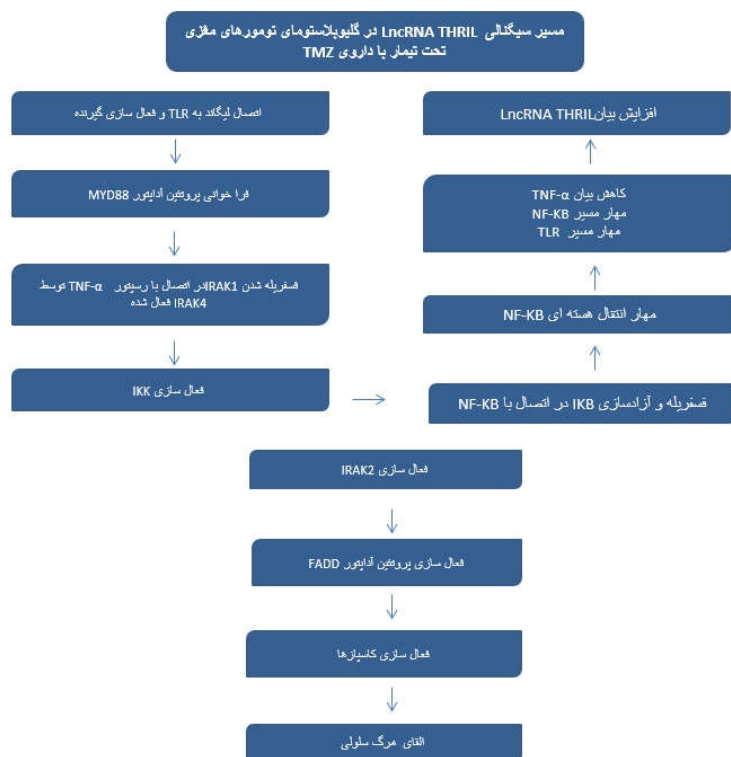 مسیر سیگنالی LncRNA THRIL در گلیوبلاستومای تومورهای مغزی
تحت تیمار با داروی TMZ
اتصال لیگاند به TLR و فعال سازی گیرنده
فرا خوانی پروتئین آداپتور MYD88
فسفریله شدن IRAK1در اتصال با رسپتور TNF-α توسط
IRAK4 فعال شده
فعال سازی IKK
فسفریله و آزادسازی IKB در اتصال با NF-KB
مهار انتقال هسته ای NF-KB
کاهش بیان TNF-α
مهار مسیر NF-KB
مهار مسیر TLR
افزایش بیانLncRNA THRIL
فعال سازی IRAK2
فعال سازی پروتئین آداپتور FADD
فعال سازی کاسپازها
القای مرگ سلولی